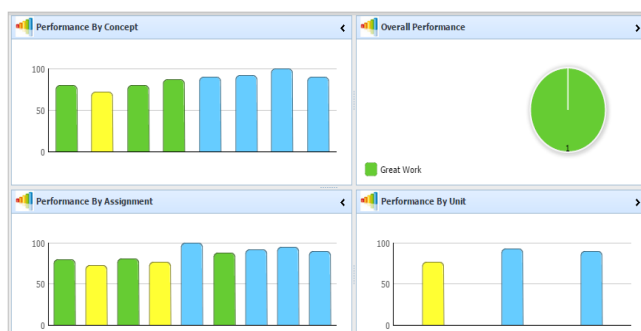 Performance By Concept
Overall Performance
100
50
0
1
Great Work
Performance By Assignment
Performance By Unit
100
50
0
100
50
0